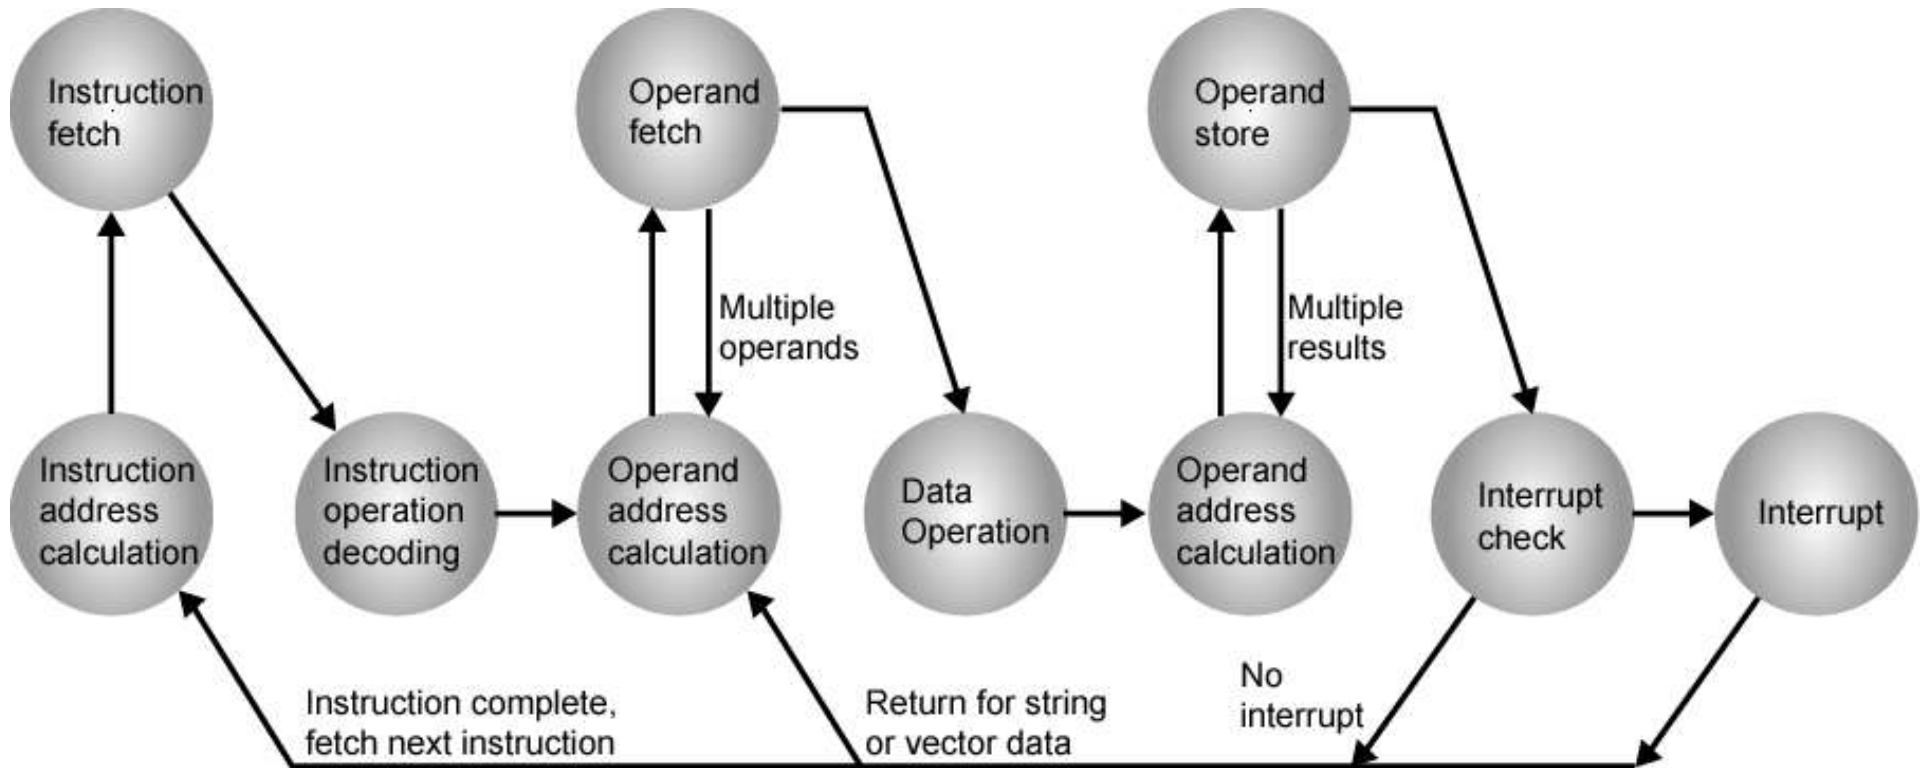 Instruction
fetch
Operand
fetch
Operand
store
Multiple
operands
Multiple
results
Instruction
address
calculation
Instruction
operation
decoding
Operand
address
calculation
Data
Operation
Operand
address
calculation
Interrupt
check
Interrupt
Instruction complete,
fetch next instruction
Return for string
or vector data
No
interrupt